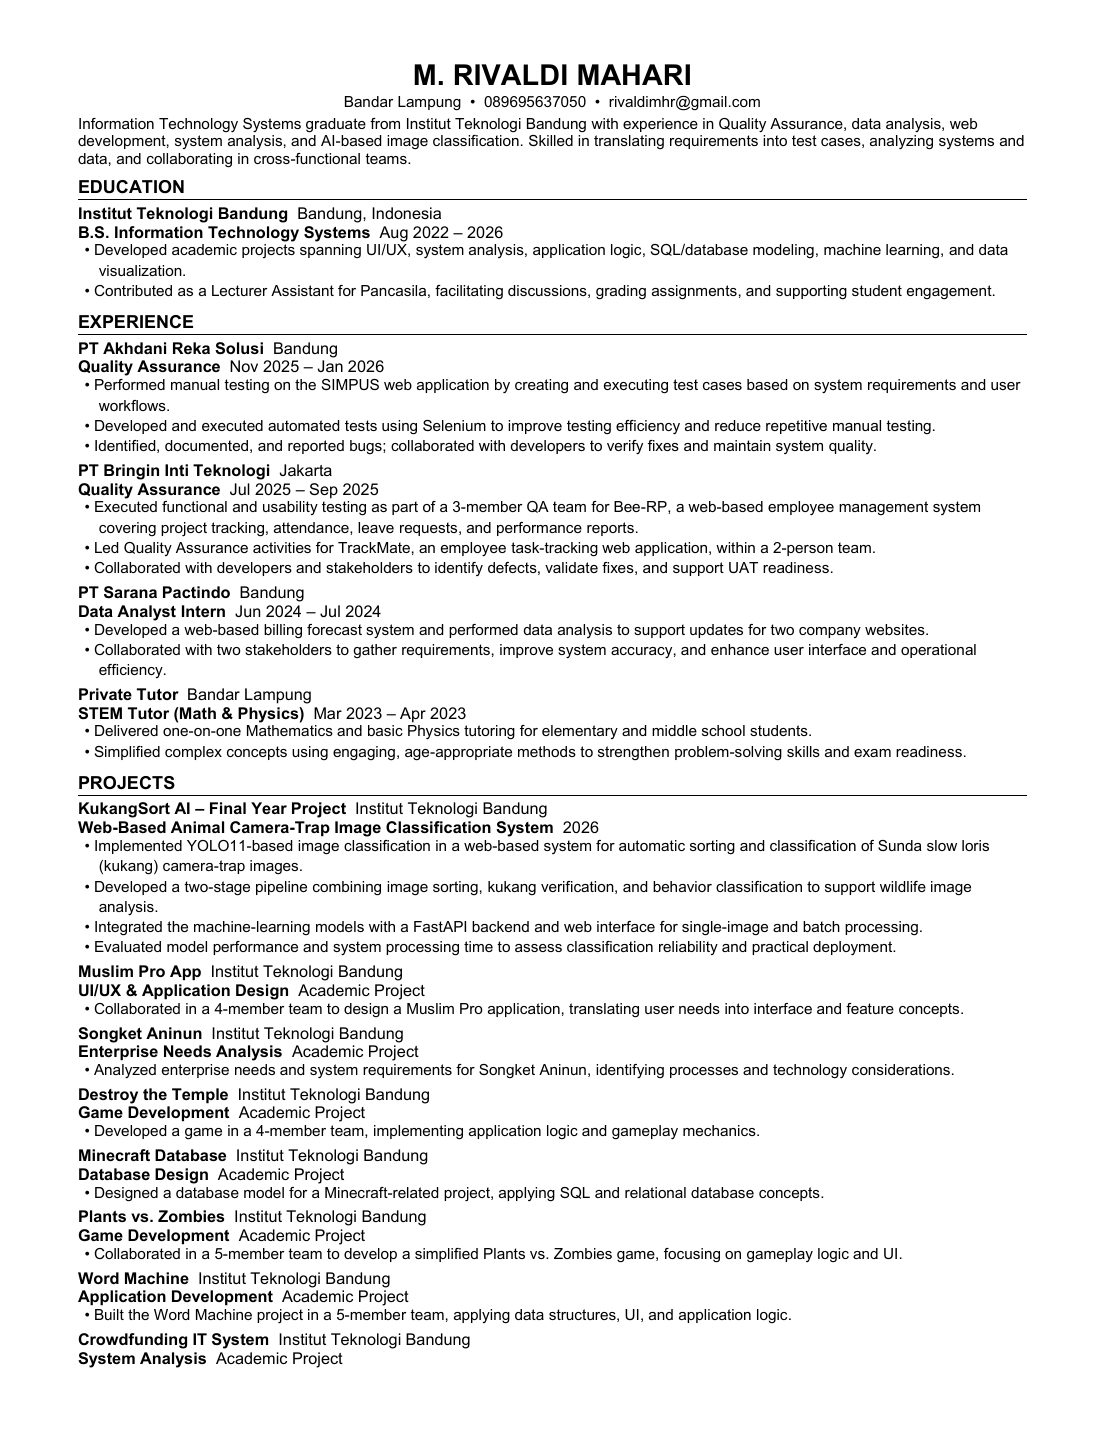 M. RIVALDI MAHARI
Bandar Lampung • 089695637050 • rivaldimhr@gmail.com
Information Technology Systems graduate from Institut Teknologi Bandung with experience in Quality Assurance, data analysis, web
development, system analysis, and AI-based image classification. Skilled in translating requirements into test cases, analyzing systems and
data, and collaborating in cross-functional teams.
EDUCATION
Institut Teknologi Bandung Bandung, Indonesia
B.S. Information Technology Systems Aug 2022 – 2026
• Developed academic projects spanning UI/UX, system analysis, application logic, SQL/database modeling, machine learning, and data
visualization.
• Contributed as a Lecturer Assistant for Pancasila, facilitating discussions, grading assignments, and supporting student engagement.
EXPERIENCE
PT Akhdani Reka Solusi Bandung
Quality Assurance Nov 2025 – Jan 2026
• Performed manual testing on the SIMPUS web application by creating and executing test cases based on system requirements and user
workflows.
• Developed and executed automated tests using Selenium to improve testing efficiency and reduce repetitive manual testing.
• Identified, documented, and reported bugs; collaborated with developers to verify fixes and maintain system quality.
PT Bringin Inti Teknologi Jakarta
Quality Assurance Jul 2025 – Sep 2025
• Executed functional and usability testing as part of a 3-member QA team for Bee-RP, a web-based employee management system
covering project tracking, attendance, leave requests, and performance reports.
• Led Quality Assurance activities for TrackMate, an employee task-tracking web application, within a 2-person team.
• Collaborated with developers and stakeholders to identify defects, validate fixes, and support UAT readiness.
PT Sarana Pactindo Bandung
Data Analyst Intern Jun 2024 – Jul 2024
• Developed a web-based billing forecast system and performed data analysis to support updates for two company websites.
• Collaborated with two stakeholders to gather requirements, improve system accuracy, and enhance user interface and operational
efficiency.
Private Tutor Bandar Lampung
STEM Tutor (Math & Physics) Mar 2023 – Apr 2023
• Delivered one-on-one Mathematics and basic Physics tutoring for elementary and middle school students.
• Simplified complex concepts using engaging, age-appropriate methods to strengthen problem-solving skills and exam readiness.
PROJECTS
KukangSort AI – Final Year Project Institut Teknologi Bandung
Web-Based Animal Camera-Trap Image Classification System 2026
• Implemented YOLO11-based image classification in a web-based system for automatic sorting and classification of Sunda slow loris
(kukang) camera-trap images.
• Developed a two-stage pipeline combining image sorting, kukang verification, and behavior classification to support wildlife image
analysis.
• Integrated the machine-learning models with a FastAPI backend and web interface for single-image and batch processing.
• Evaluated model performance and system processing time to assess classification reliability and practical deployment.
Muslim Pro App Institut Teknologi Bandung
UI/UX & Application Design Academic Project
• Collaborated in a 4-member team to design a Muslim Pro application, translating user needs into interface and feature concepts.
Songket Aninun Institut Teknologi Bandung
Enterprise Needs Analysis Academic Project
• Analyzed enterprise needs and system requirements for Songket Aninun, identifying processes and technology considerations.
Destroy the Temple Institut Teknologi Bandung
Game Development Academic Project
• Developed a game in a 4-member team, implementing application logic and gameplay mechanics.
Minecraft Database Institut Teknologi Bandung
Database Design Academic Project
• Designed a database model for a Minecraft-related project, applying SQL and relational database concepts.
Plants vs. Zombies Institut Teknologi Bandung
Game Development Academic Project
• Collaborated in a 5-member team to develop a simplified Plants vs. Zombies game, focusing on gameplay logic and UI.
Word Machine Institut Teknologi Bandung
Application Development Academic Project
• Built the Word Machine project in a 5-member team, applying data structures, UI, and application logic.
Crowdfunding IT System Institut Teknologi Bandung
System Analysis Academic Project